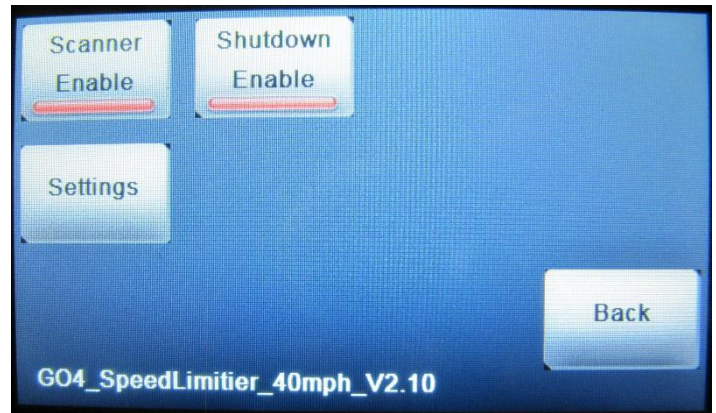 Scanner
Enable
Shutdown
Enable
Settings
Back
GO4_SpeedLimitier_40mph_V2.10